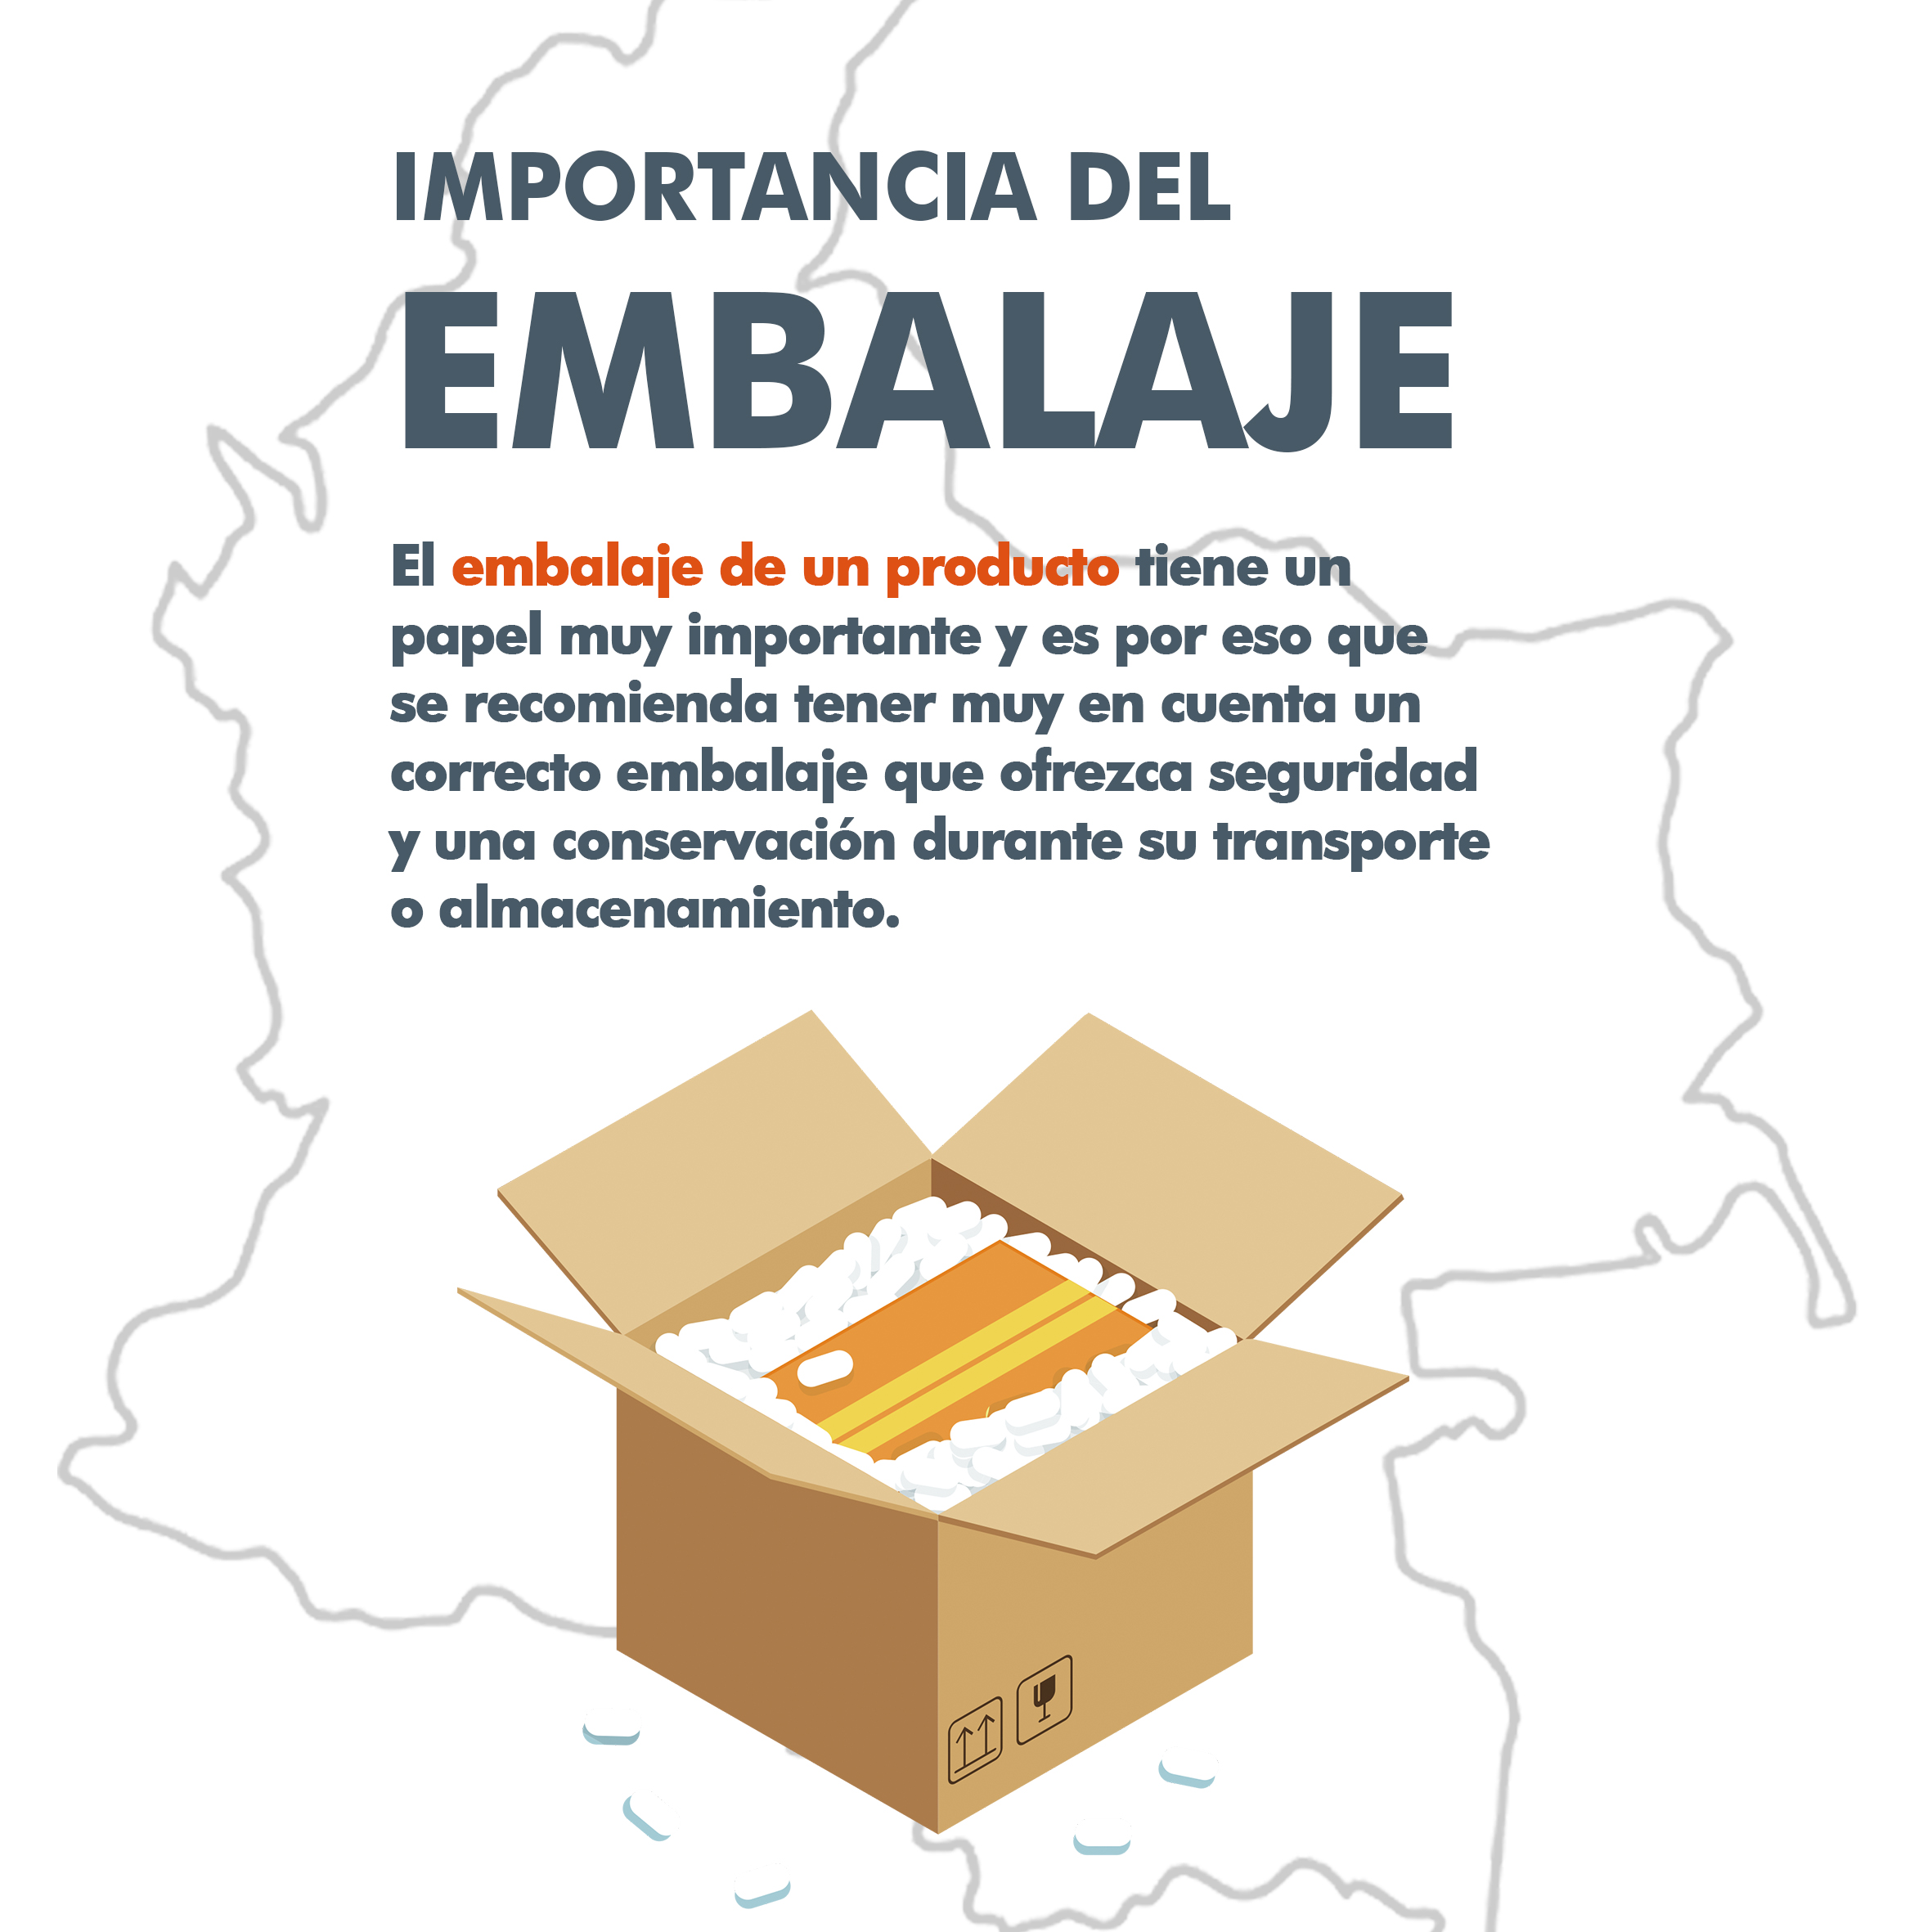 IMPORTANCIA DEL
EMBALAJE
El embalaje de un producto tiene un
papel muy importante y es por eso que
se recomienda tener muy en cuenta un
correcto embalaje que ofrezca seguridad
y una conservación durante su transporte
o almacenamiento.